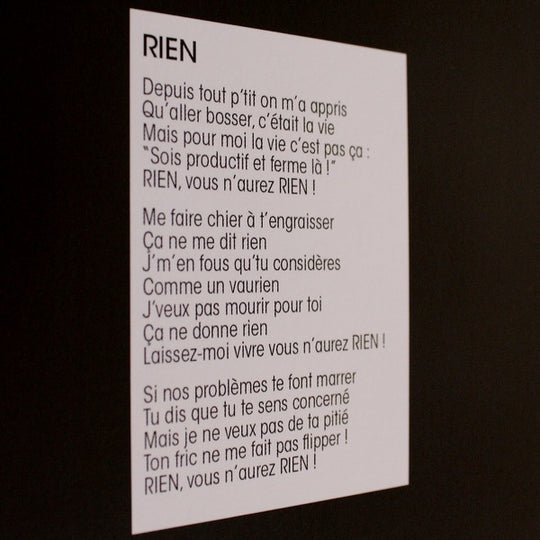 RIEN
Depuis tout p'tit on m'a appris
Qu'aller bosser, c'était la vie
Mais pour moi la vie c'est pas ça :
"Sois productif et ferme là !"
RIEN, vous n'aurez RIEN !
Me faire chier à t'engraisser
Ça ne me dit rien
J'm'en fous qu'tu considères
Comme un vaurien
J'veux pas mourir pour toi
Ça ne donne rien
Laissez-moi vivre vous n'aurez RIEN !
Si nos problèmes te font marrer
Tu dis que tu te sens concerné
Mais je ne veux pas de ta pitié
Ton fric ne me fait pas flipper !
RIEN, vous n'aurez RIEN !